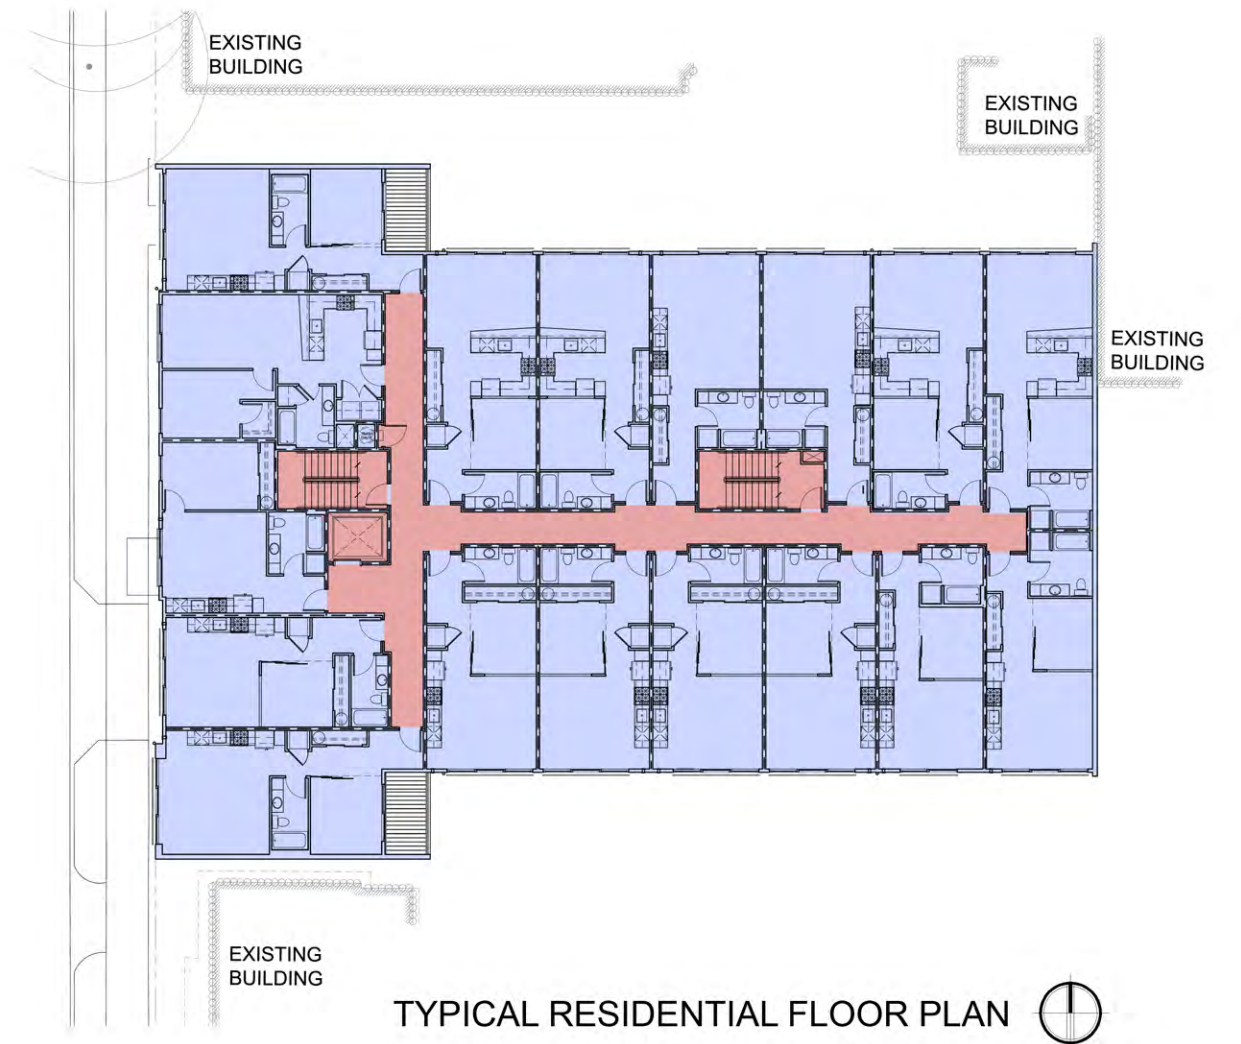 EXISTING
BUILDING
EXISTING
BUILDING
EXISTING
BUILDING
EXISTING
BUILDING
TYPICAL RESIDENTIAL FLOOR PLAN